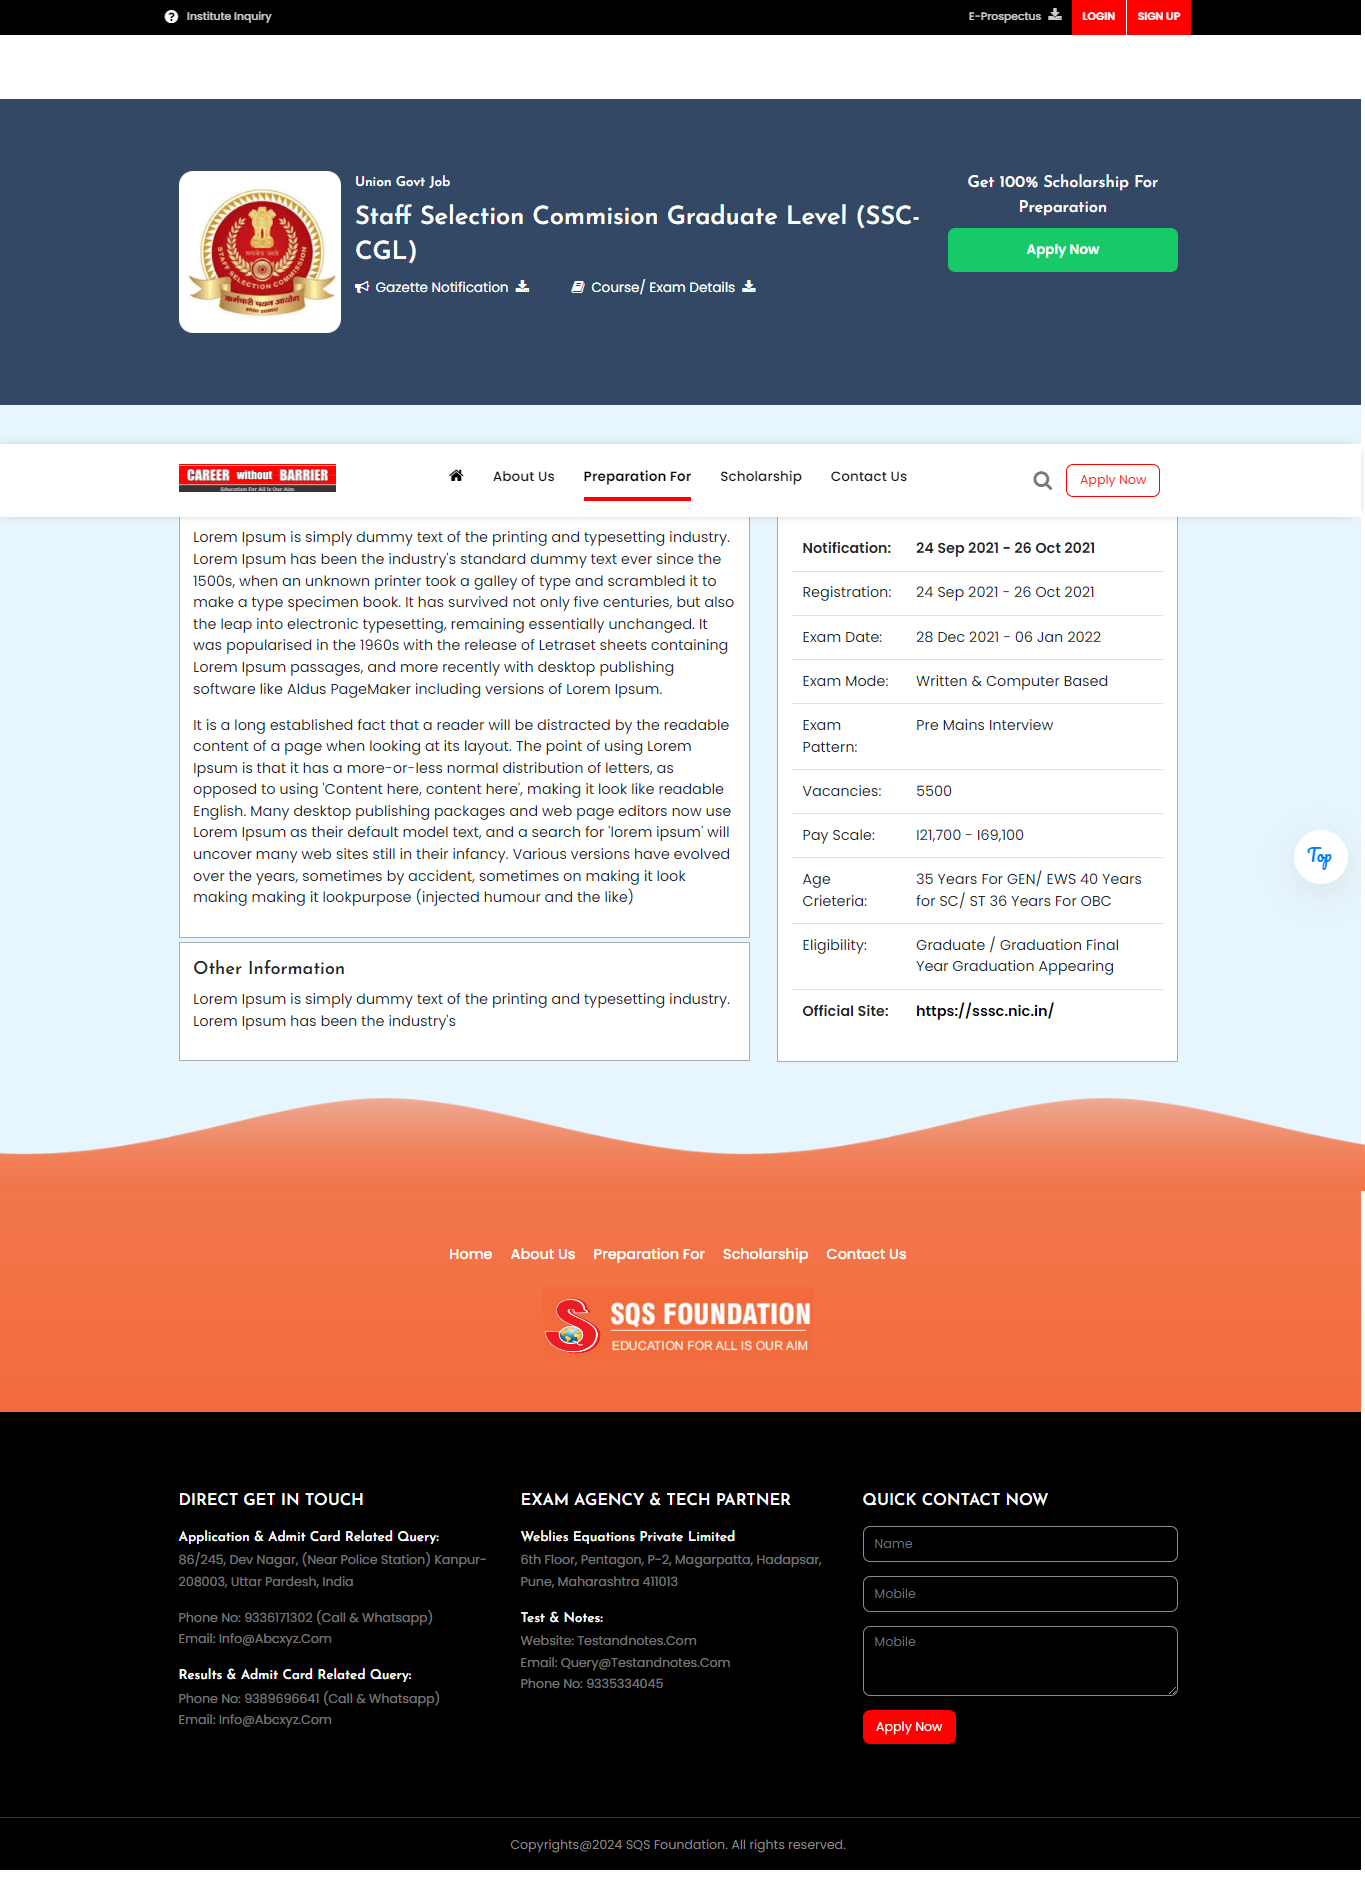 Institute Inquiry
E-Prospectus
LOGIN
SIGN UP
Union Govt Job
Staff Selection Commision Graduate Level (SSC-
CGL)
Gazette Notification
Course/ Exam Details
Get 100% Scholarship For
Preparation
Apply Now
STAFF SELECTION COMMISSION
कर्मचारी चयन आयोग
भारत सरकार
CAREER without BARRIER
Education For All Is Our Aim
About Us
Preparation For
Scholarship
Contact Us
Apply Now
Lorem Ipsum is simply dummy text of the printing and typesetting industry.
Lorem Ipsum has been the industry's standard dummy text ever since the
1500s, when an unknown printer took a galley of type and scrambled it to
make a type specimen book. It has survived not only five centuries, but also
the leap into electronic typesetting, remaining essentially unchanged. It
was popularised in the 1960s with the release of Letraset sheets containing
Lorem Ipsum passages, and more recently with desktop publishing
software like Aldus PageMaker including versions of Lorem Ipsum.
It is a long established fact that a reader will be distracted by the readable
content of a page when looking at its layout. The point of using Lorem
Ipsum is that it has a more-or-less normal distribution of letters, as
opposed to using 'Content here, content here', making it look like readable
English. Many desktop publishing packages and web page editors now use
Lorem Ipsum as their default model text, and a search for 'lorem ipsum' will
uncover many web sites still in their infancy. Various versions have evolved
over the years, sometimes by accident, sometimes on making it look
making making it lookpurpose (injected humour and the like)
Other Information
Lorem Ipsum is simply dummy text of the printing and typesetting industry.
Lorem Ipsum has been the industry's
Notification: 24 Sep 2021 - 26 Oct 2021
Registration: 24 Sep 2021 - 26 Oct 2021
Exam Date: 28 Dec 2021 - 06 Jan 2022
Exam Mode: Written & Computer Based
Exam Pre Mains Interview
Pattern:
Vacancies: 5500
Pay Scale: I21,700 - I69,100
Age 35 Years For GEN/ EWS 40 Years
Crieteria: for SC/ ST 36 Years For OBC
Eligibility: Graduate / Graduation Final
Year Graduation Appearing
Official Site: https://sssc.nic.in/
Top
Home
About Us
Preparation For
Scholarship
Contact Us
SQS FOUNDATION
EDUCATION FOR ALL IS OUR AIM
DIRECT GET IN TOUCH
Application & Admit Card Related Query:
86/245, Dev Nagar, (Near Police Station) Kanpur-
208003, Uttar Pardesh, India
Phone No: 9336171302 (Call & Whatsapp)
Email: Info@Abcxyz.Com
Results & Admit Card Related Query:
Phone No: 9389696641 (Call & Whatsapp)
Email: Info@Abcxyz.Com
EXAM AGENCY & TECH PARTNER
Weblies Equations Private Limited
6th Floor, Pentagon, P-2, Magarpatta, Hadapsar,
Pune, Maharashtra 411013
Test & Notes:
Website: Testandnotes.Com
Email: Query@Testandnotes.Com
Phone No: 9335334045
QUICK CONTACT NOW
Name
Mobile
Mobile
Apply Now
Copyrights@2024 SQS Foundation. All rights reserved.